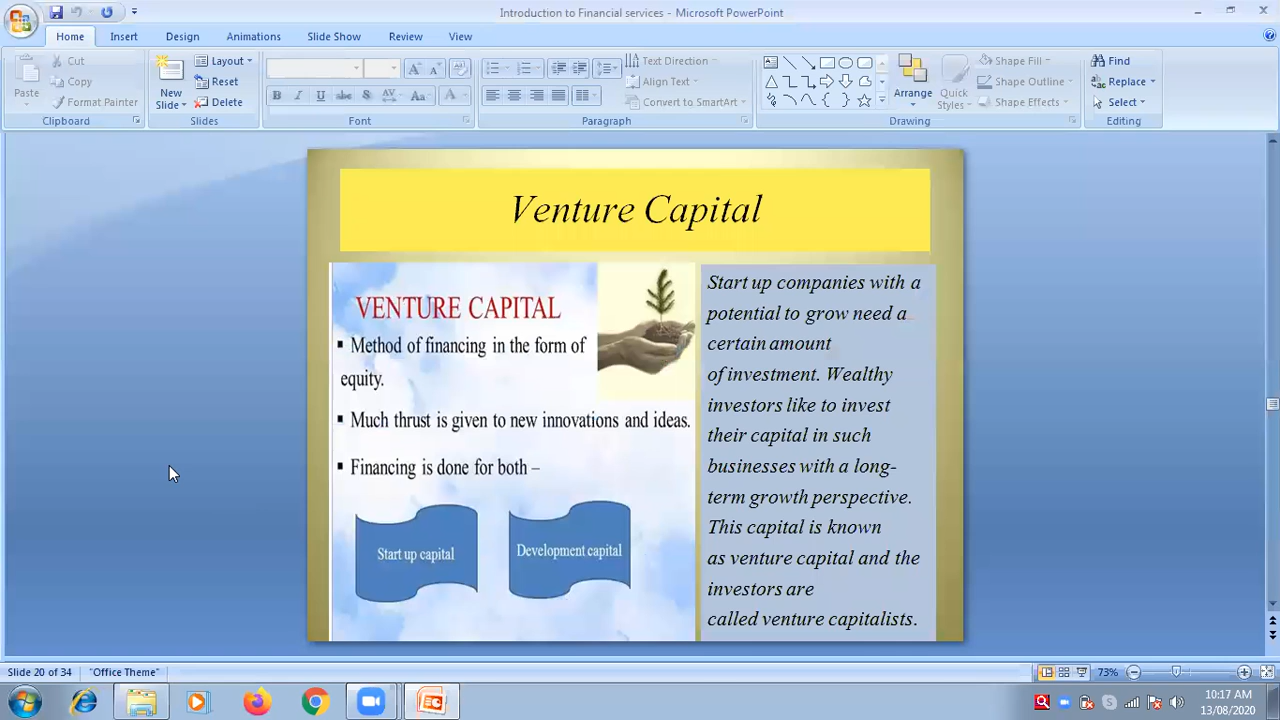 Introduction to Financial services - Microsoft PowerPoint
Home Insert Design Animations Slide Show Review View
Paste
Cut
Copy
Format Painter
Clipboard
New Slide
Layout
Reset
Delete
Slides
B I U abc S AV Aa A
Font
Text Direction
Align Text
Convert to SmartArt
Paragraph
Arrange
Quick Styles
Shape Fill
Shape Outline
Shape Effects
Drawing
Find
Replace
Select
Editing
Venture Capital
VENTURE CAPITAL
▪ Method of financing in the form of
equity.
▪ Much thrust is given to new innovations and ideas.
▪ Financing is done for both –
Start up capital
Development capital
Start up companies with a
potential to grow need a
certain amount
of investment. Wealthy
investors like to invest
their capital in such
businesses with a long-
term growth perspective.
This capital is known
as venture capital and the
investors are
called venture capitalists.
Slide 20 of 34 "Office Theme" 73%
10:17 AM
13/08/2020